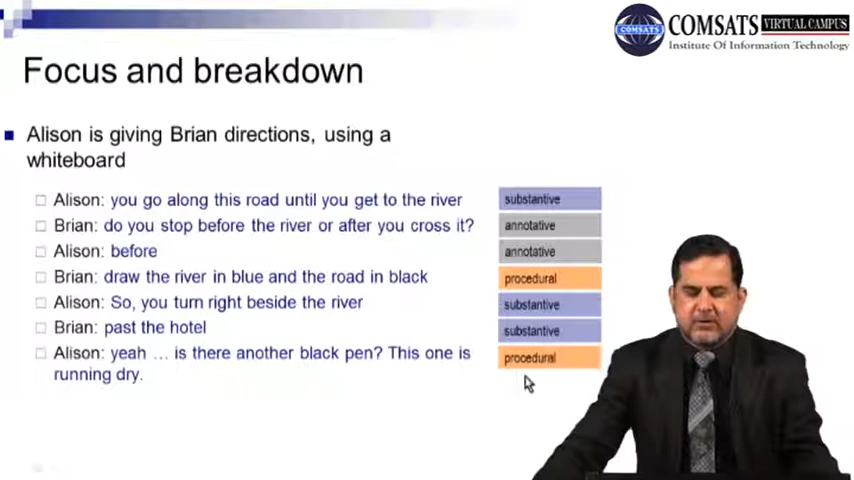 COMSATS VIRTUAL CAMPUS
COMSATS
Institute Of Information Technology
Focus and breakdown
Alison is giving Brian directions, using a
whiteboard
Alison: you go along this road until you get to the river
substantive
Brian: do you stop before the river or after you cross it?
annotative
Alison: before
annotative
Brian: draw the river in blue and the road in black
procedural
Alison: So, you turn right beside the river
substantive
Brian: past the hotel
substantive
Alison: yeah … is there another black pen? This one is
procedural
running dry.